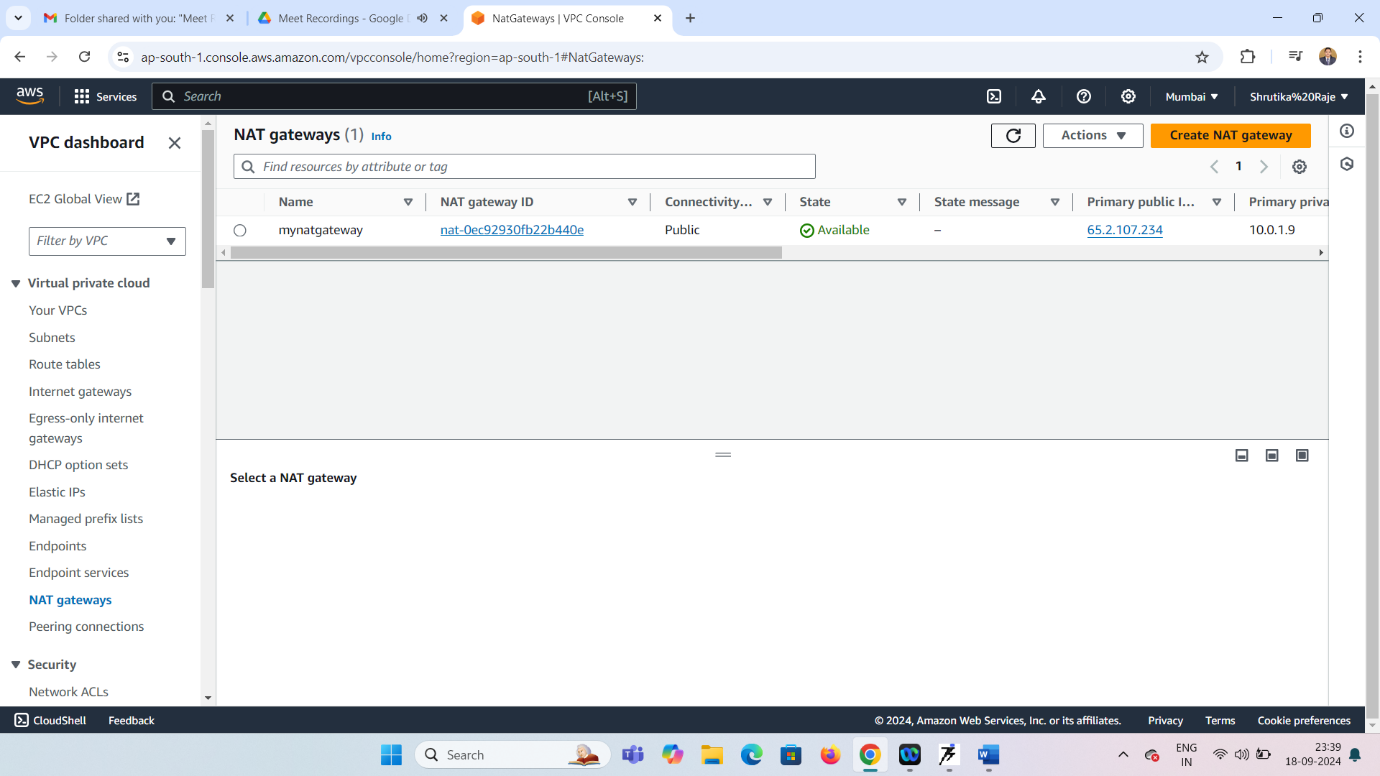 Folder shared with you: "Meet R
Meet Recordings - Google D
NatGateways | VPC Console
ap-south-1.console.aws.amazon.com/vpcconsole/home?region=ap-south-1#NatGateways:
aws
Services
Search
[Alt+S]
Mumbai
Shrutika%20Raje
VPC dashboard
EC2 Global View
Filter by VPC
Virtual private cloud
Your VPCs
Subnets
Route tables
Internet gateways
Egress-only internet
gateways
DHCP option sets
Elastic IPs
Managed prefix lists
Endpoints
Endpoint services
NAT gateways
Peering connections
Security
Network ACLs
NAT gateways (1) Info
Actions
Create NAT gateway
Find resources by attribute or tag
1
Name NAT gateway ID Connectivity... State State message Primary public I... Primary priva
mynatgateway nat-0ec92930fb22b440e Public Available – 65.2.107.234 10.0.1.9
Select a NAT gateway
CloudShell Feedback © 2024, Amazon Web Services, Inc. or its affiliates. Privacy Terms Cookie preferences
Search
ENG
IN
23:39
18-09-2024